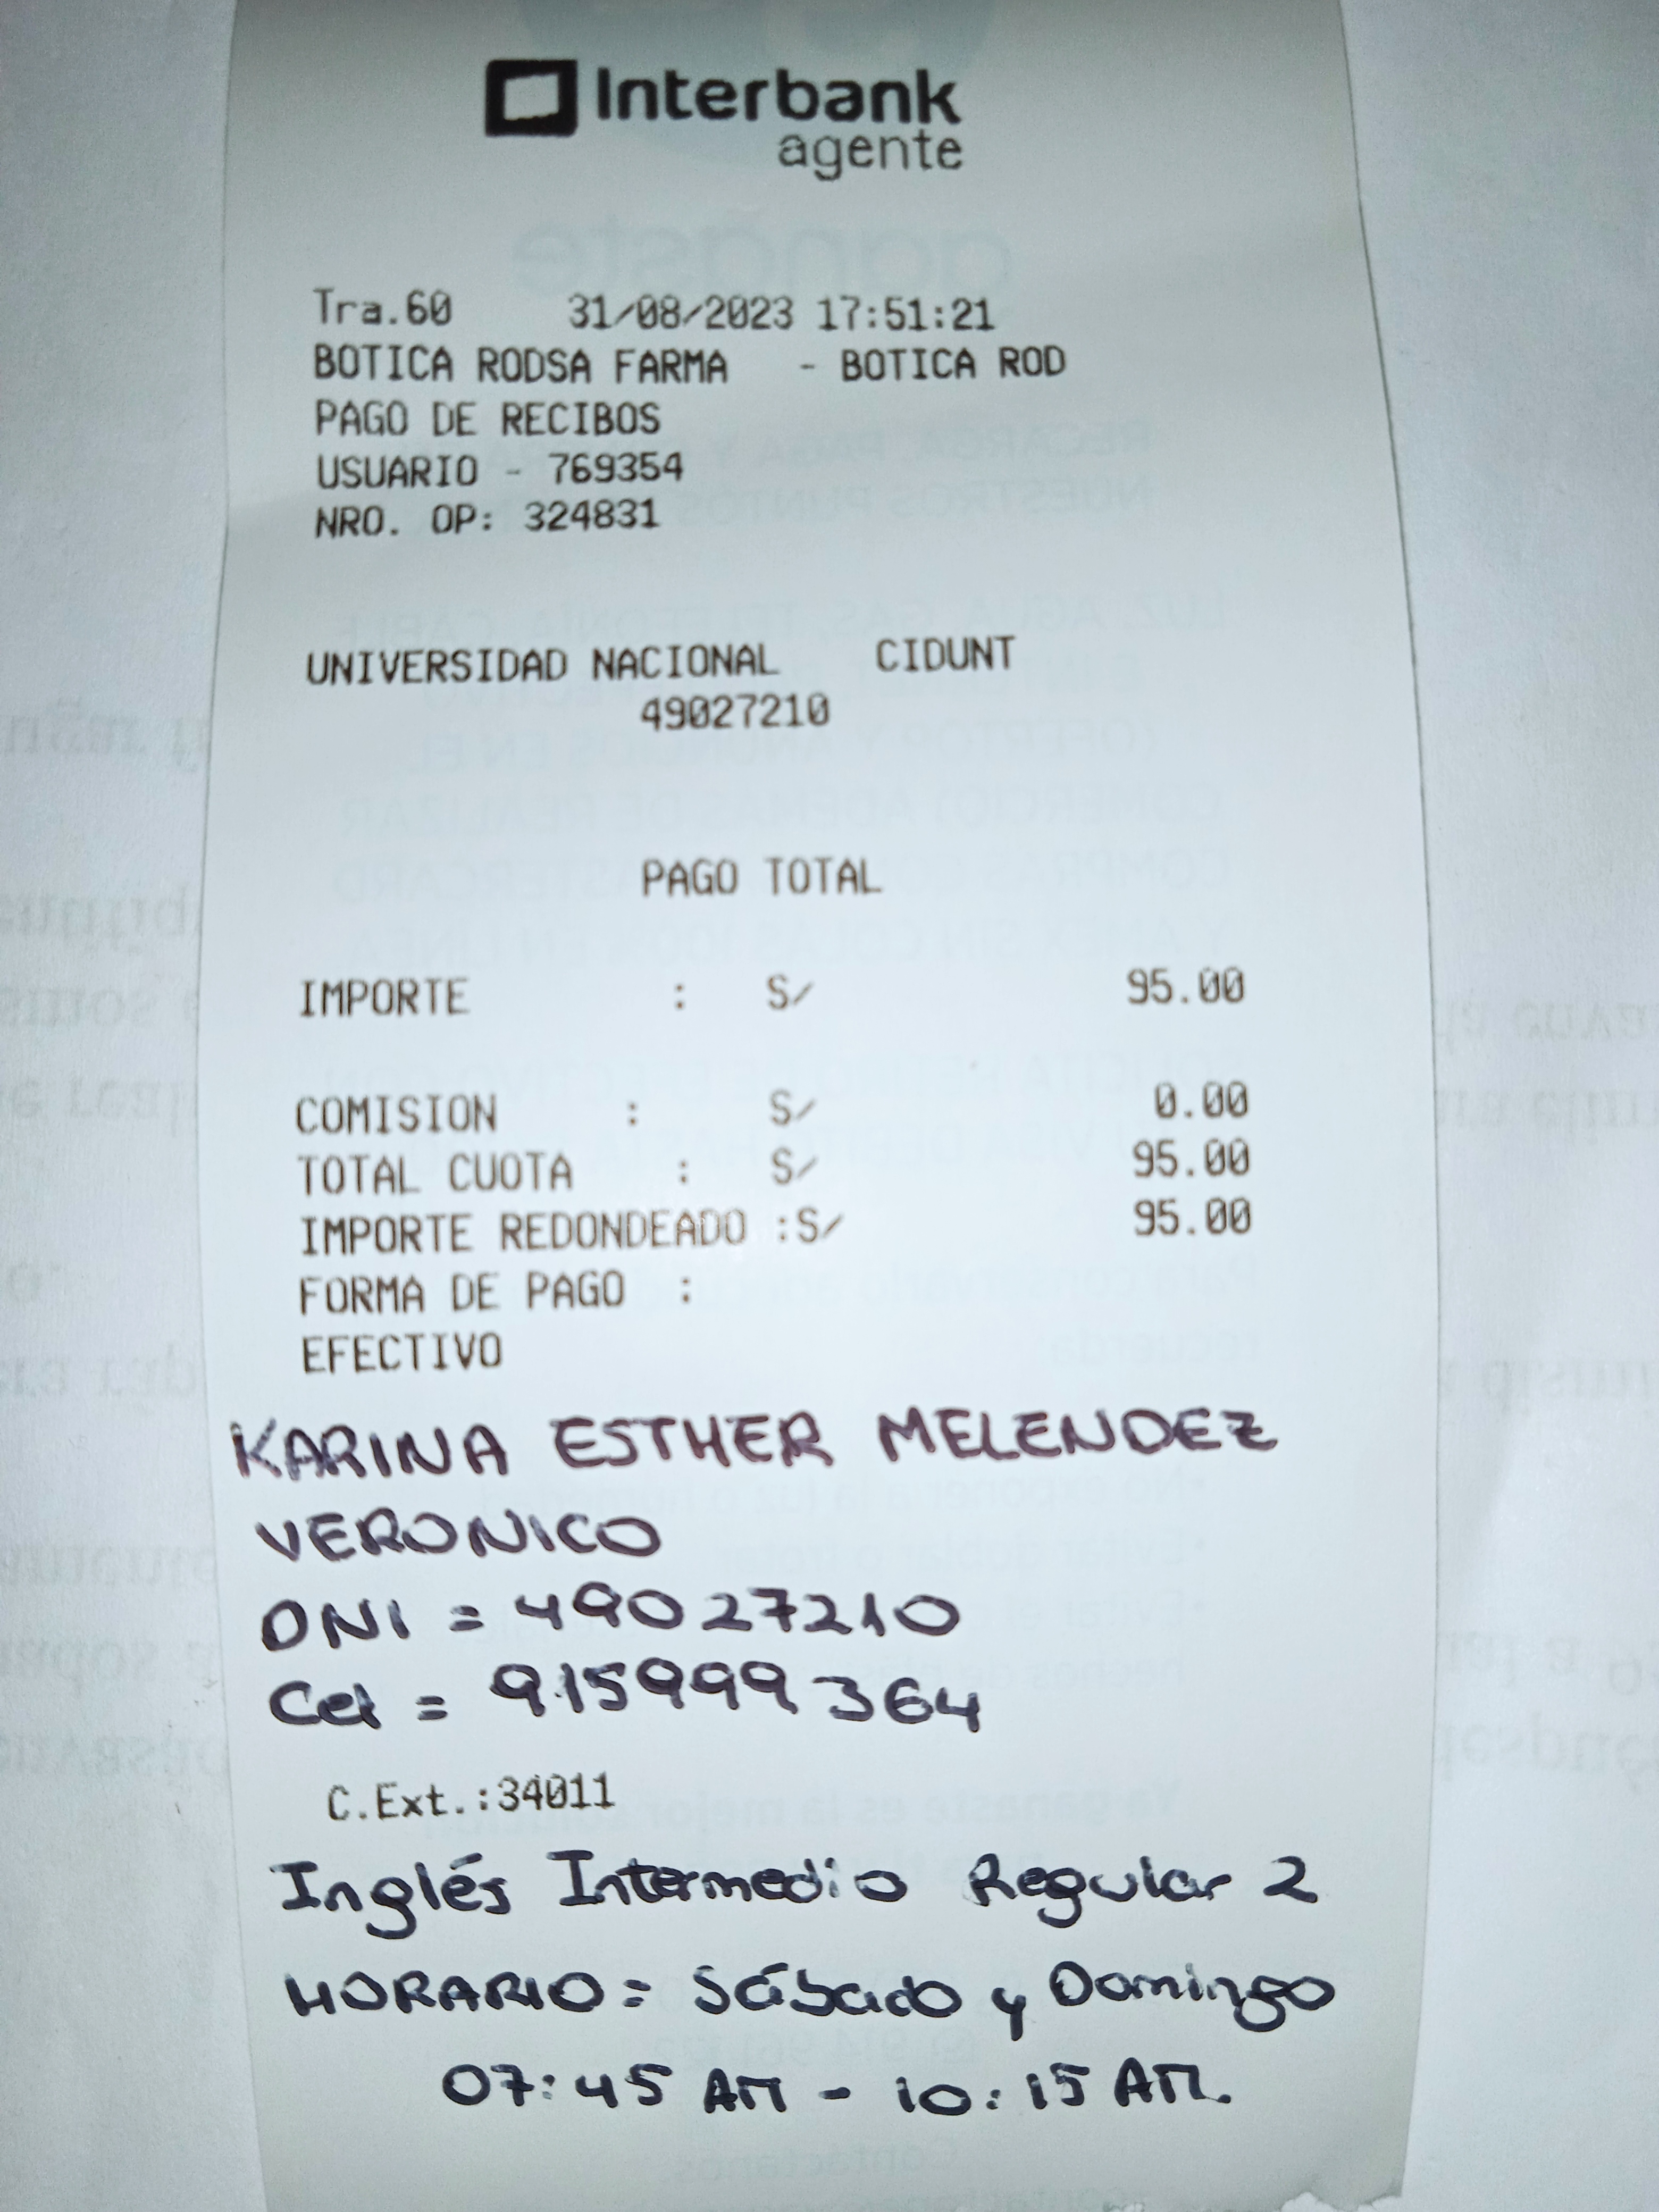 Interbank
agente
Tra.60 31/08/2023 17:51:21
BOTICA RODSA FARMA - BOTICA ROD
PAGO DE RECIBOS
USUARIO - 769354
NRO. OP: 324831
UNIVERSIDAD NACIONAL CIDUNT
49027210
PAGO TOTAL
IMPORTE : S/ 95.00
COMISION : S/ 0.00
TOTAL CUOTA : S/ 95.00
IMPORTE REDONDEADO :S/ 95.00
FORMA DE PAGO :
EFECTIVO
KARINA ESTHER MELENDEZ
VERONICO
DNI = 49027210
Cel = 915999364
C.Ext.:34011
Inglés Intermedio Regular 2
HORARIO = Sábado y Domingo
07:45 AM - 10:15 AM.